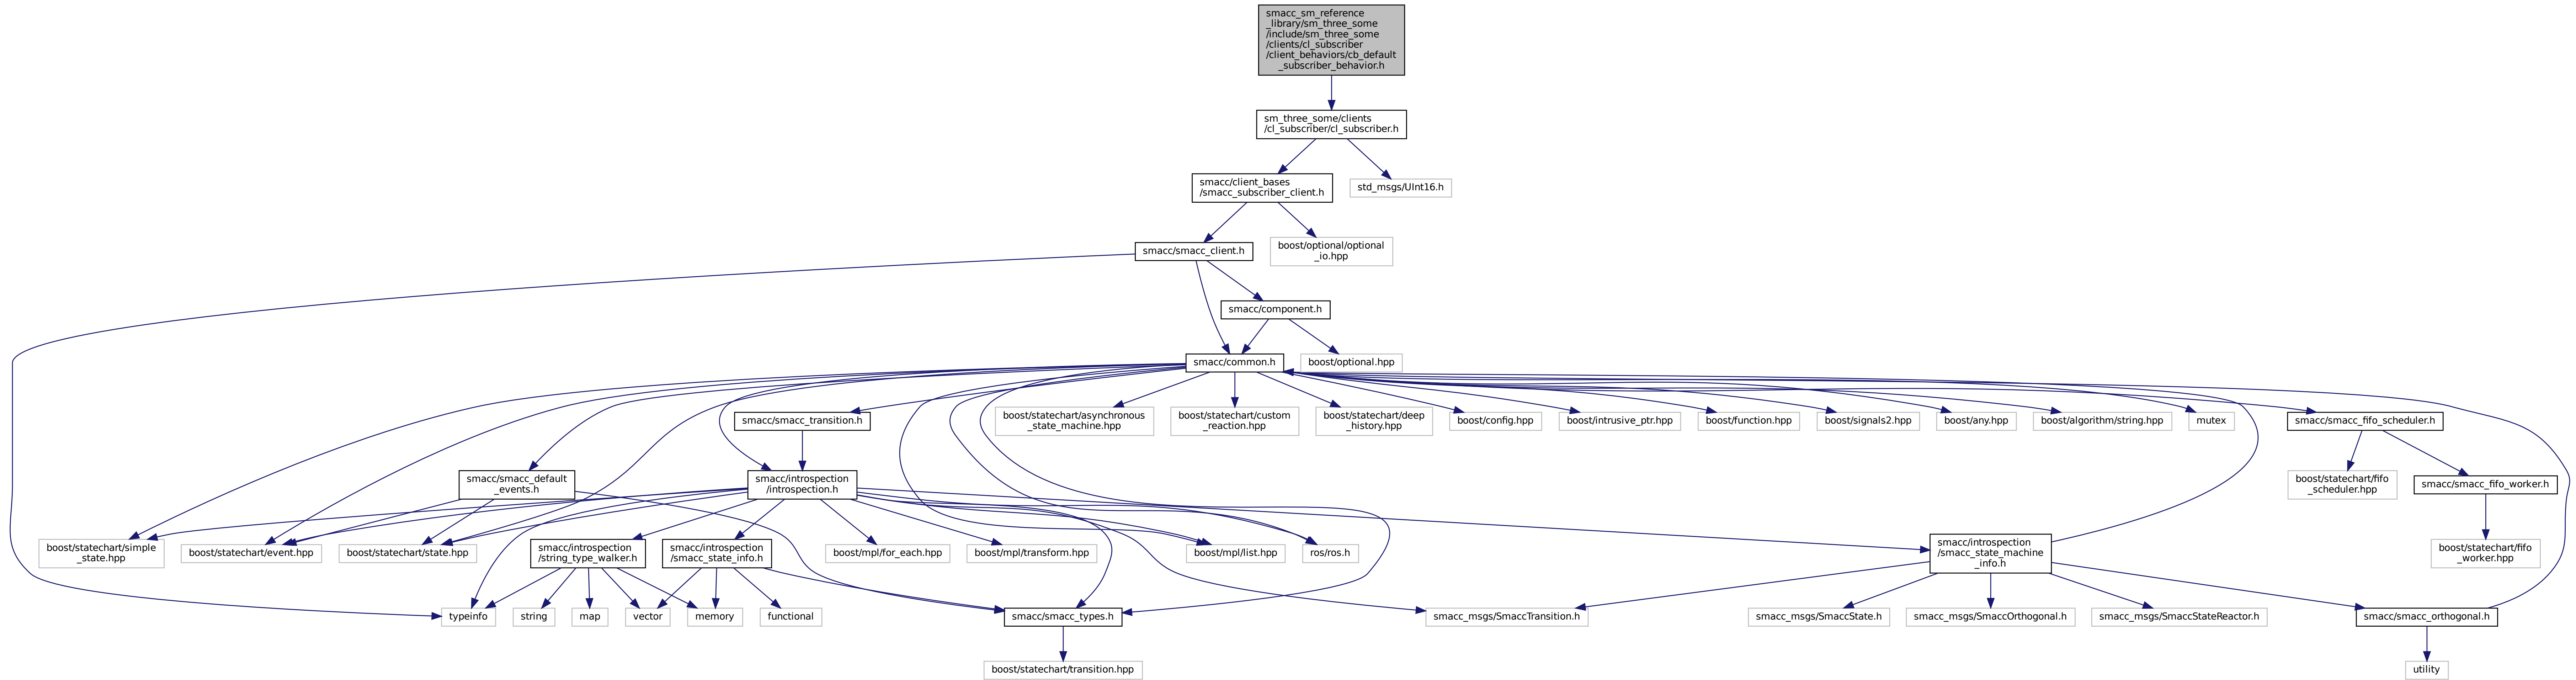 smacc_sm_reference
_library/sm_three_some
/include/sm_three_some
/clients/cl_subscriber
/client_behaviors/cb_default
_subscriber_behavior.h
sm_three_some/clients
/cl_subscriber/cl_subscriber.h
smacc/client_bases
/smacc_subscriber_client.h
std_msgs/UInt16.h
smacc/smacc_client.h
boost/optional/optional
_io.hpp
smacc/component.h
smacc/common.h
boost/optional.hpp
smacc/smacc_transition.h
boost/statechart/asynchronous
_state_machine.hpp
boost/statechart/custom
_reaction.hpp
boost/statechart/deep
_history.hpp
boost/config.hpp
boost/intrusive_ptr.hpp
boost/function.hpp
boost/signals2.hpp
boost/any.hpp
boost/algorithm/string.hpp
mutex
smacc/smacc_fifo_scheduler.h
smacc/smacc_default
_events.h
smacc/introspection
/introspection.h
boost/statechart/fifo
_scheduler.hpp
smacc/smacc_fifo_worker.h
boost/statechart/simple
_state.hpp
boost/statechart/event.hpp
boost/statechart/state.hpp
smacc/introspection
/string_type_walker.h
smacc/introspection
/smacc_state_info.h
boost/mpl/for_each.hpp
boost/mpl/transform.hpp
boost/mpl/list.hpp
ros/ros.h
smacc/introspection
/smacc_state_machine
_info.h
boost/statechart/fifo
_worker.hpp
typeinfo
string
map
vector
memory
functional
smacc/smacc_types.h
smacc_msgs/SmaccTransition.h
smacc_msgs/SmaccState.h
smacc_msgs/SmaccOrthogonal.h
smacc_msgs/SmaccStateReactor.h
smacc/smacc_orthogonal.h
boost/statechart/transition.hpp
utility